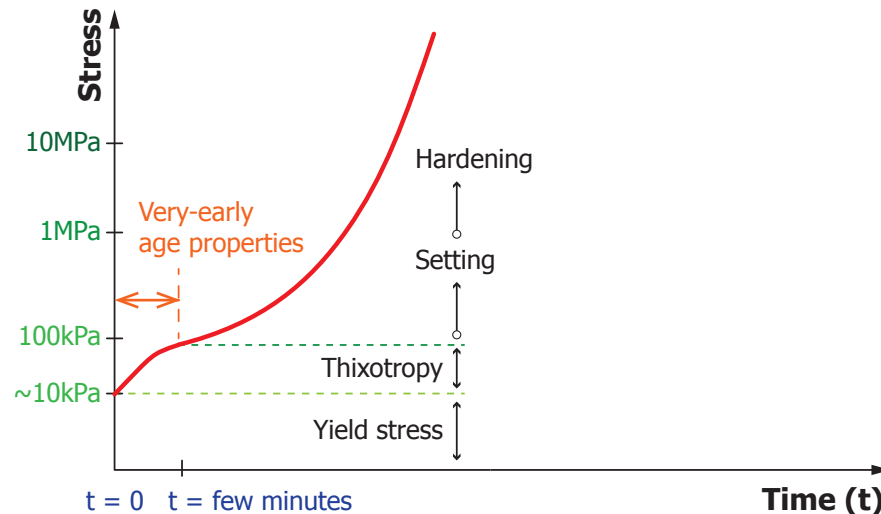 Stress
10MPa
Hardening
Very-early
age properties
1MPa
Setting
100kPa
Thixotropy
~10kPa
Yield stress
t = 0
t = few minutes
Time (t)